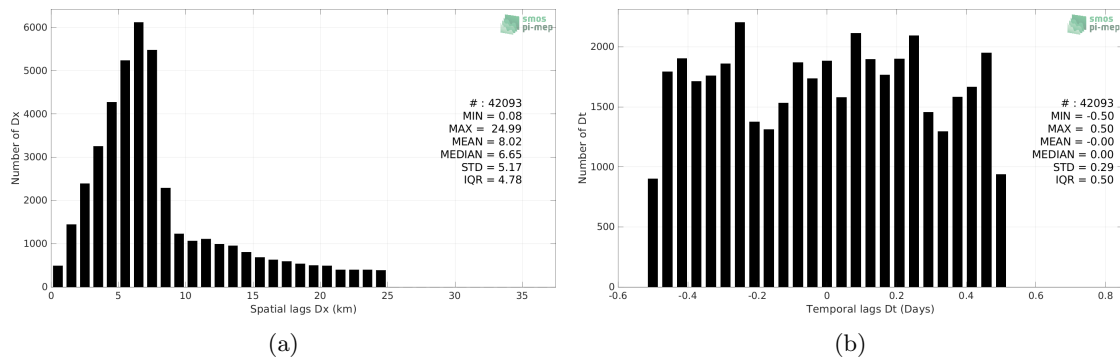 6000
5000
4000
3000
2000
1000
0
Number of Dx
smos
pi-mep
# : 42093
MIN = 0.08
MAX = 24.99
MEAN = 8.02
MEDIAN = 6.65
STD = 5.17
IQR = 4.78
0 5 10 15 20 25 30 35
Spatial lags Dx (km)
(a)
2000
1500
1000
500
0
Number of Dt
smos
pi-mep
# : 42093
MIN = -0.50
MAX = 0.50
MEAN = -0.00
MEDIAN = 0.00
STD = 0.29
IQR = 0.50
-0.6 -0.4 -0.2 0 0.2 0.4 0.6 0.8
Temporal lags Dt (Days)
(b)